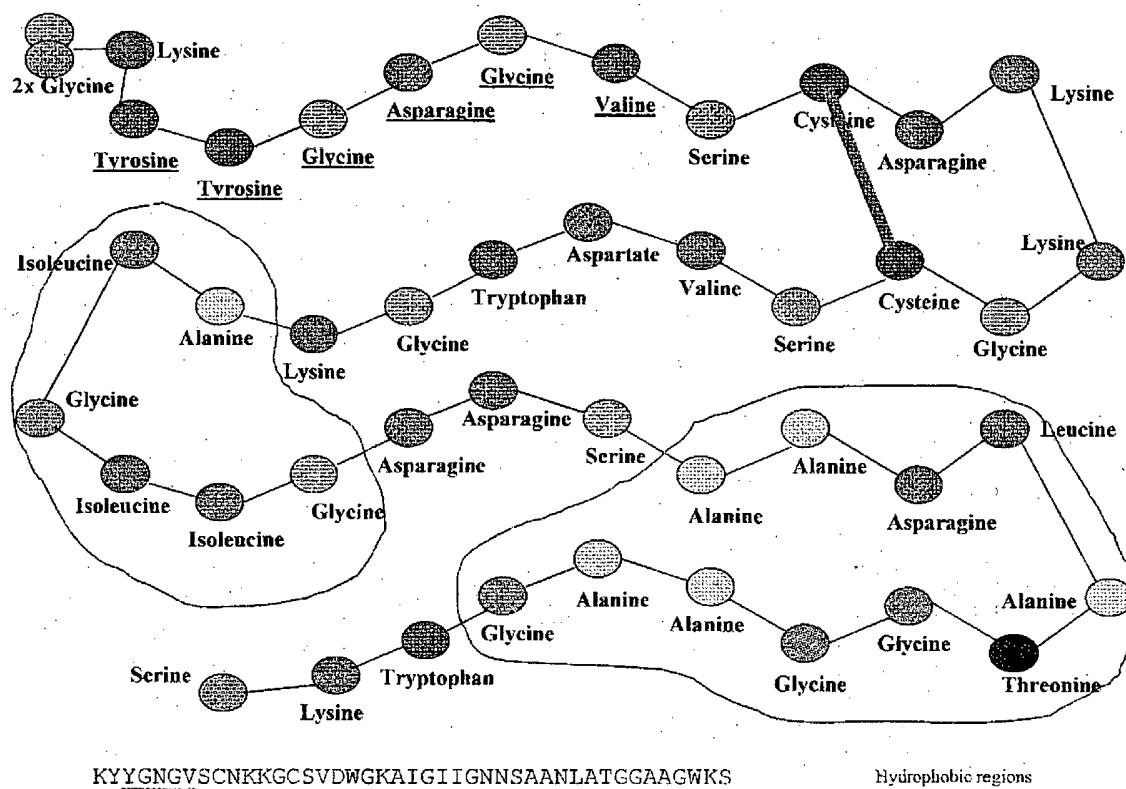 2x Glycine
Lysine
Tyrosine
Tyrosine
Glycine
Asparagine
Glycine
Valine
Serine
Cysteine
Asparagine
Lysine
Lysine
Glycine
Cysteine
Serine
Valine
Aspartate
Tryptophan
Glycine
Lysine
Alanine
Isoleucine
Glycine
Isoleucine
Isoleucine
Glycine
Asparagine
Asparagine
Serine
Alanine
Alanine
Asparagine
Leucine
Alanine
Threonine
Glycine
Glycine
Alanine
Alanine
Glycine
Tryptophan
Lysine
Serine
KYYGNGVSCNKKGCSVDWGKAIGIIGNNSAANLATGGAAGWKS
Hydrophobic regions